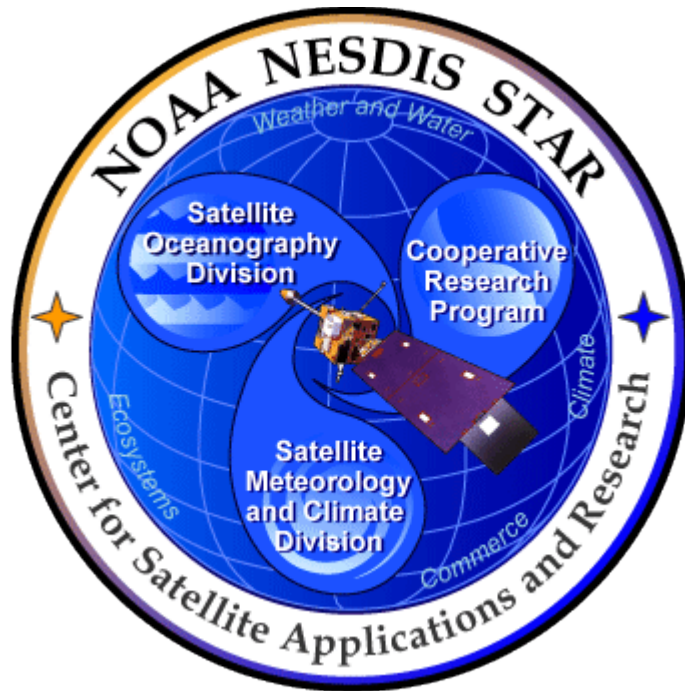 NOAA NESDIS STAR
Weather and Water
Satellite
Oceanography
Division
Cooperative
Research
Program
Climate
Ecosystems
Satellite
Meteorology
and Climate
Division
Commerce
Center for Satellite Applications and Research